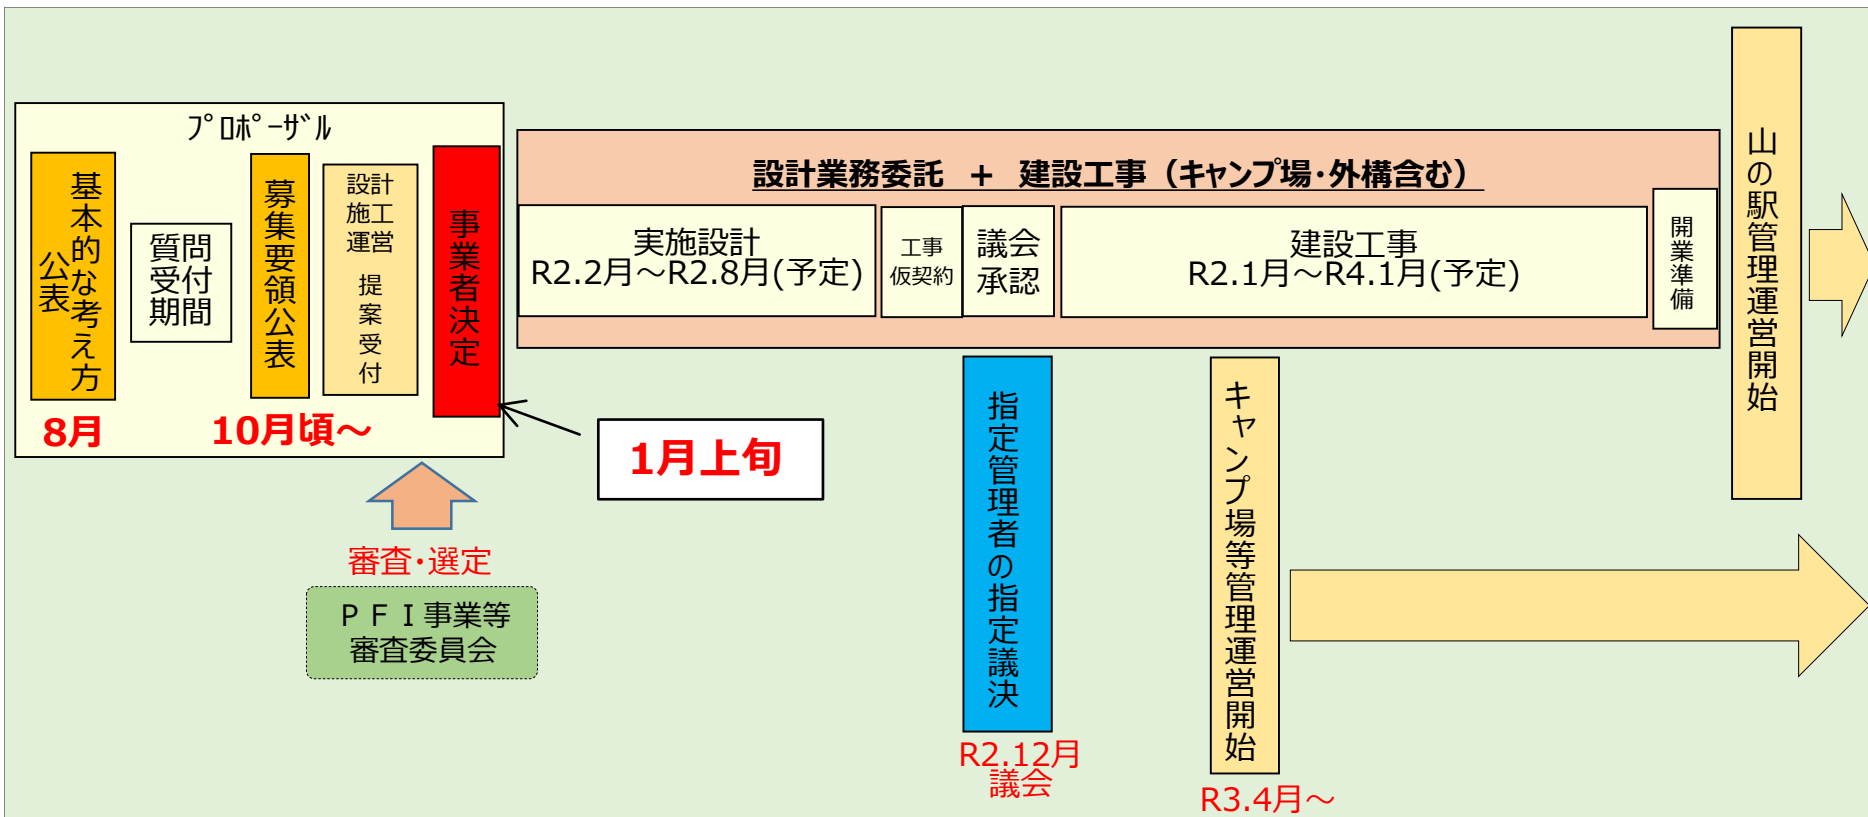 ﾌﾟﾛﾎﾟｰｻﾞﾙ
基本的な考え方
公表
質問
受付
期間
募集要領公表
設計
施工
運営
提案受付
事業者決定
8月
10月頃～
1月上旬
審査・選定
ＰＦＩ事業等
審査委員会
設計業務委託 + 建設工事（キャンプ場・外構含む）
実施設計
R2.2月～R2.8月(予定)
工事
仮契約
議会
承認
建設工事
R2.1月～R4.1月(予定)
開業準備
山の駅管理運営開始
指定管理者の指定議決
R2.12月
議会
キャンプ場等管理運営開始
R3.4月～